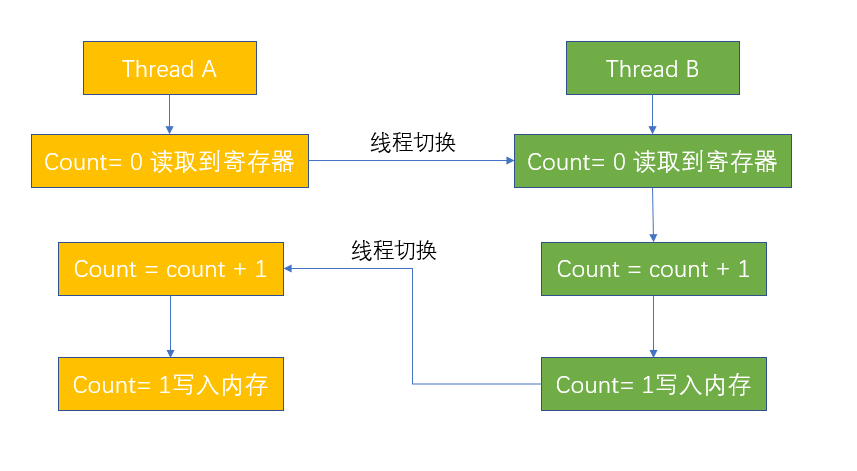 Thread A
Thread B
线程切换
Count= 0 读取到寄存器
Count= 0 读取到寄存器
线程切换
Count = count + 1
Count = count + 1
Count= 1写入内存
Count= 1写入内存